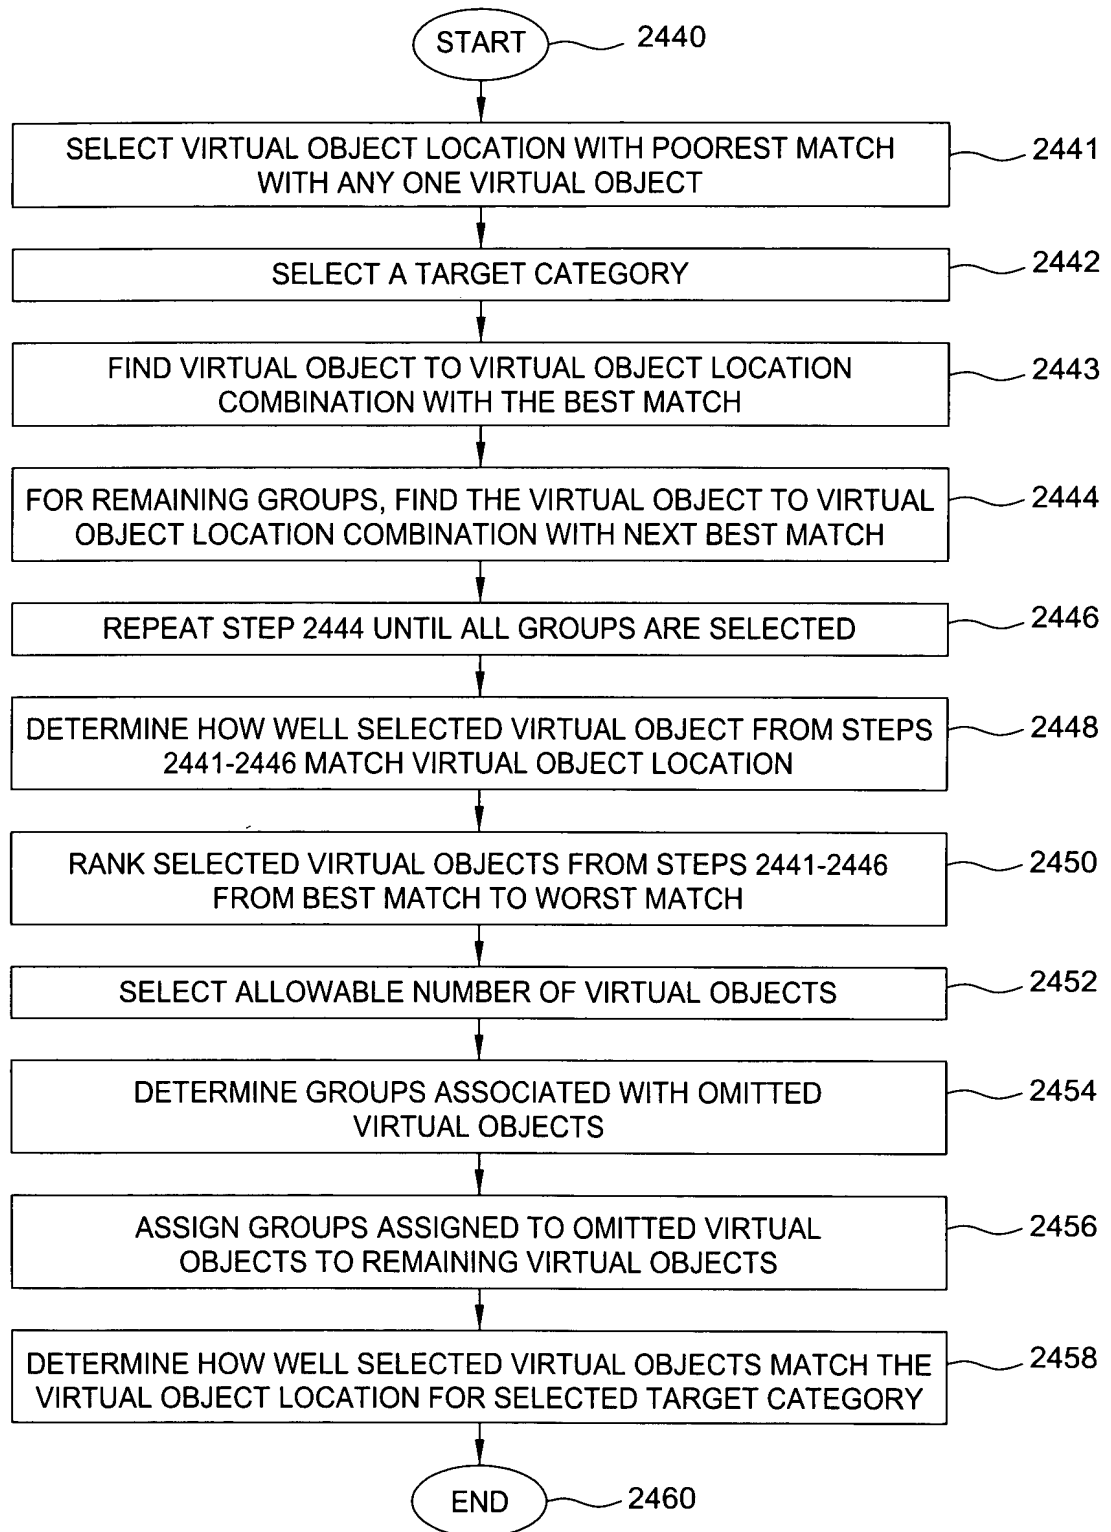 START
2440
SELECT VIRTUAL OBJECT LOCATION WITH POOREST MATCH
WITH ANY ONE VIRTUAL OBJECT
2441
SELECT A TARGET CATEGORY
2442
FIND VIRTUAL OBJECT TO VIRTUAL OBJECT LOCATION
COMBINATION WITH THE BEST MATCH
2443
FOR REMAINING GROUPS, FIND THE VIRTUAL OBJECT TO VIRTUAL
OBJECT LOCATION COMBINATION WITH NEXT BEST MATCH
2444
REPEAT STEP 2444 UNTIL ALL GROUPS ARE SELECTED
2446
DETERMINE HOW WELL SELECTED VIRTUAL OBJECT FROM STEPS
2441-2446 MATCH VIRTUAL OBJECT LOCATION
2448
RANK SELECTED VIRTUAL OBJECTS FROM STEPS 2441-2446
FROM BEST MATCH TO WORST MATCH
2450
SELECT ALLOWABLE NUMBER OF VIRTUAL OBJECTS
2452
DETERMINE GROUPS ASSOCIATED WITH OMITTED
VIRTUAL OBJECTS
2454
ASSIGN GROUPS ASSIGNED TO OMITTED VIRTUAL
OBJECTS TO REMAINING VIRTUAL OBJECTS
2456
DETERMINE HOW WELL SELECTED VIRTUAL OBJECTS MATCH THE
VIRTUAL OBJECT LOCATION FOR SELECTED TARGET CATEGORY
2458
END
2460